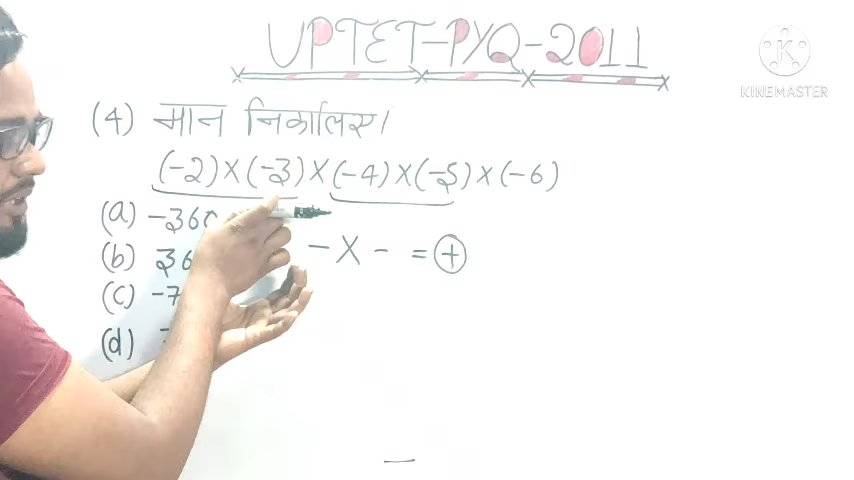 UPTET-PYQ-2011
K
KINEMASTER
(4) मान निकालिए।
(-2)×(-3)×(-4)×(-5)×(-6)
(a) -360
(b) 36
(c) -7
(d)
- × - = +